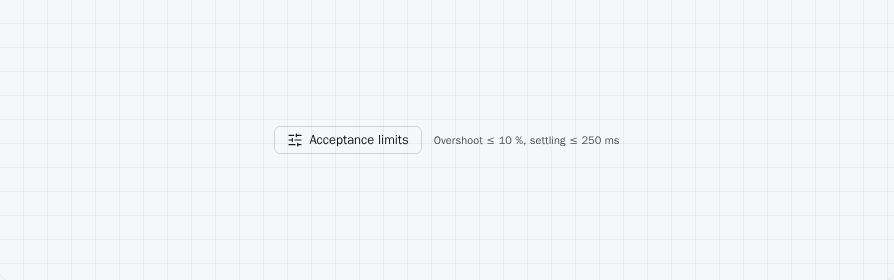 Acceptance limits
Overshoot ≤ 10 %, settling ≤ 250 ms